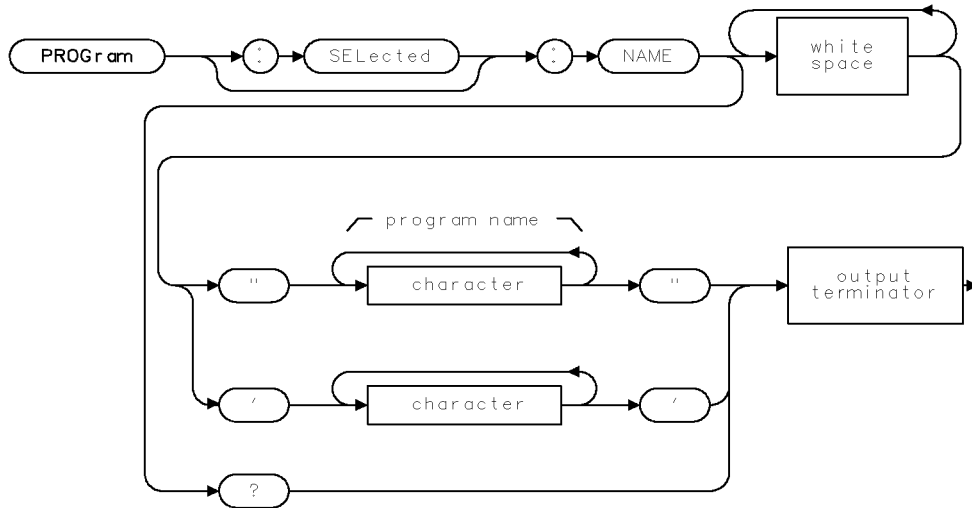 PROGram : SELected : NAME white
space
program name
" character "
output
terminator
' character '
?